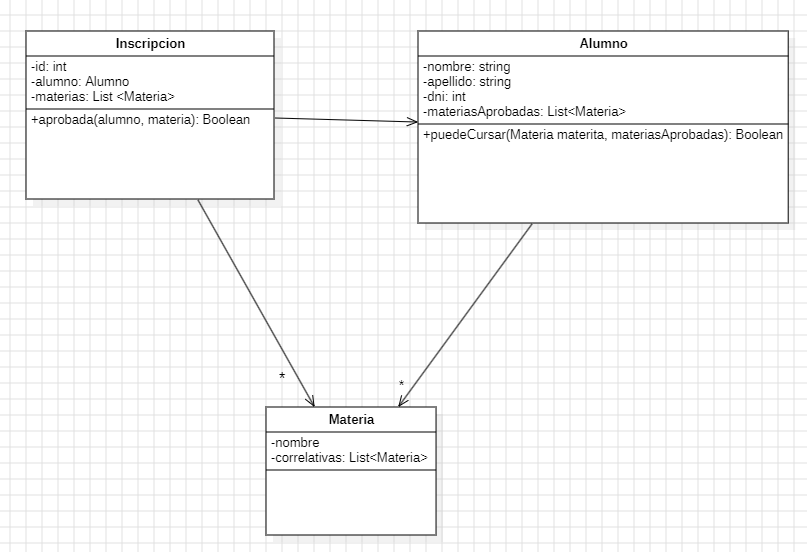 Inscripcion
-id: int
-alumno: Alumno
-materias: List <Materia>
+aprobada(alumno, materia): Boolean
Alumno
-nombre: string
-apellido: string
-dni: int
-materiasAprobadas: List<Materia>
+puedeCursar(Materia materita, materiasAprobadas): Boolean
*
*
Materia
-nombre
-correlativas: List<Materia>